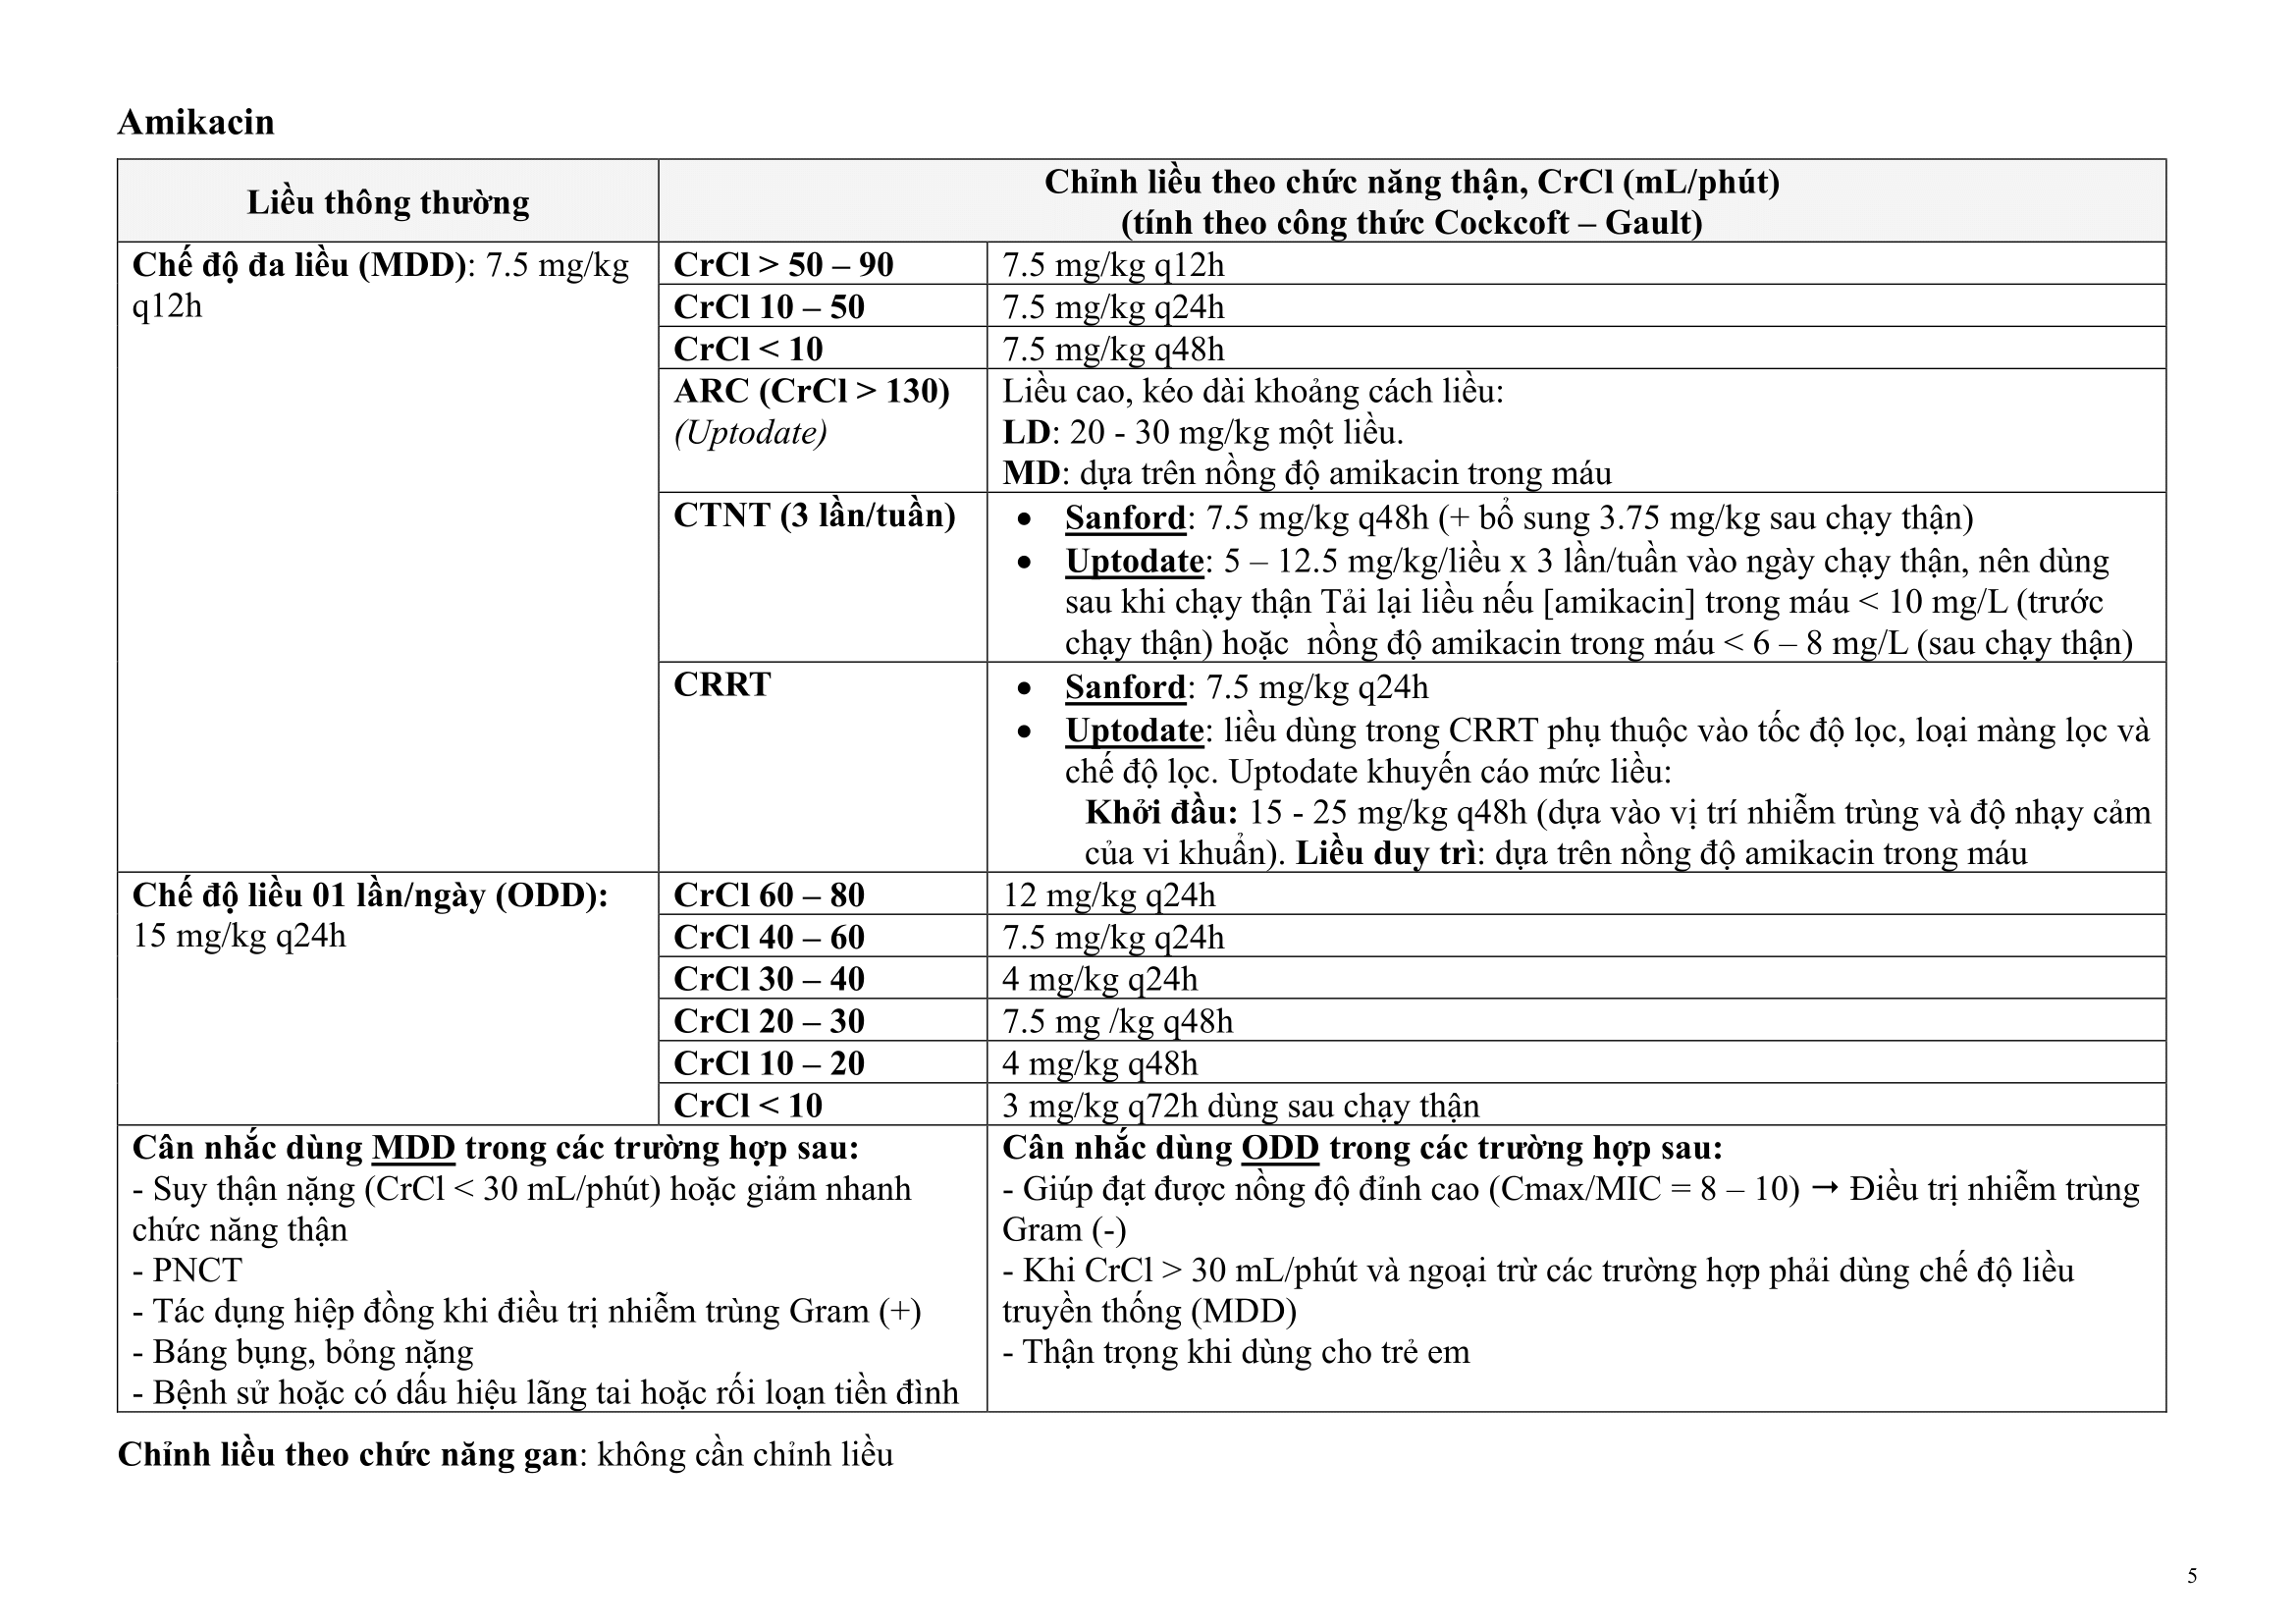 Amikacin
Liều thông thường
Chỉnh liều theo chức năng thận, CrCl (mL/phút)
(tính theo công thức Cockcoft – Gault)
Chế độ đa liều (MDD): 7.5 mg/kg
q12h
CrCl > 50 – 90
7.5 mg/kg q12h
CrCl 10 – 50
7.5 mg/kg q24h
CrCl < 10
7.5 mg/kg q48h
ARC (CrCl > 130)
(Uptodate)
Liều cao, kéo dài khoảng cách liều:
LD: 20 - 30 mg/kg một liều.
MD: dựa trên nồng độ amikacin trong máu
CTNT (3 lần/tuần)
• Sanford: 7.5 mg/kg q48h (+ bổ sung 3.75 mg/kg sau chạy thận)
• Uptodate: 5 – 12.5 mg/kg/liều x 3 lần/tuần vào ngày chạy thận, nên dùng
sau khi chạy thận Tải lại liều nếu [amikacin] trong máu < 10 mg/L (trước
chạy thận) hoặc  nồng độ amikacin trong máu < 6 – 8 mg/L (sau chạy thận)
CRRT
• Sanford: 7.5 mg/kg q24h
• Uptodate: liều dùng trong CRRT phụ thuộc vào tốc độ lọc, loại màng lọc và
chế độ lọc. Uptodate khuyến cáo mức liều:
Khởi đầu: 15 - 25 mg/kg q48h (dựa vào vị trí nhiễm trùng và độ nhạy cảm
của vi khuẩn). Liều duy trì: dựa trên nồng độ amikacin trong máu
Chế độ liều 01 lần/ngày (ODD):
15 mg/kg q24h
CrCl 60 – 80
12 mg/kg q24h
CrCl 40 – 60
7.5 mg/kg q24h
CrCl 30 – 40
4 mg/kg q24h
CrCl 20 – 30
7.5 mg /kg q48h
CrCl 10 – 20
4 mg/kg q48h
CrCl < 10
3 mg/kg q72h dùng sau chạy thận
Cân nhắc dùng MDD trong các trường hợp sau:
- Suy thận nặng (CrCl < 30 mL/phút) hoặc giảm nhanh
chức năng thận
- PNCT
- Tác dụng hiệp đồng khi điều trị nhiễm trùng Gram (+)
- Báng bụng, bỏng nặng
- Bệnh sử hoặc có dấu hiệu lãng tai hoặc rối loạn tiền đình
Cân nhắc dùng ODD trong các trường hợp sau:
- Giúp đạt được nồng độ đỉnh cao (Cmax/MIC = 8 – 10) → Điều trị nhiễm trùng
Gram (-)
- Khi CrCl > 30 mL/phút và ngoại trừ các trường hợp phải dùng chế độ liều
truyền thống (MDD)
- Thận trọng khi dùng cho trẻ em
Chỉnh liều theo chức năng gan: không cần chỉnh liều
5